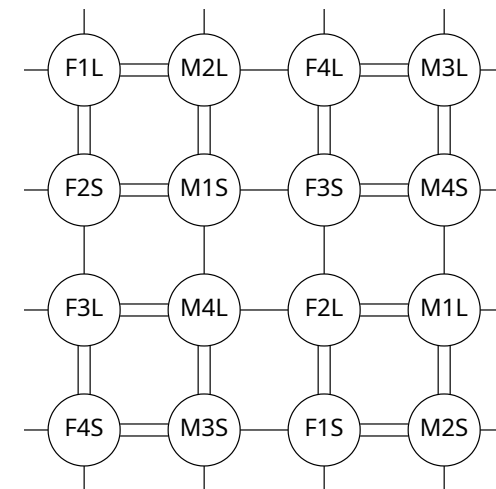 F1L M2L F4L M3L
F2S M1S F3S M4S
F3L M4L F2L M1L
F4S M3S F1S M2S